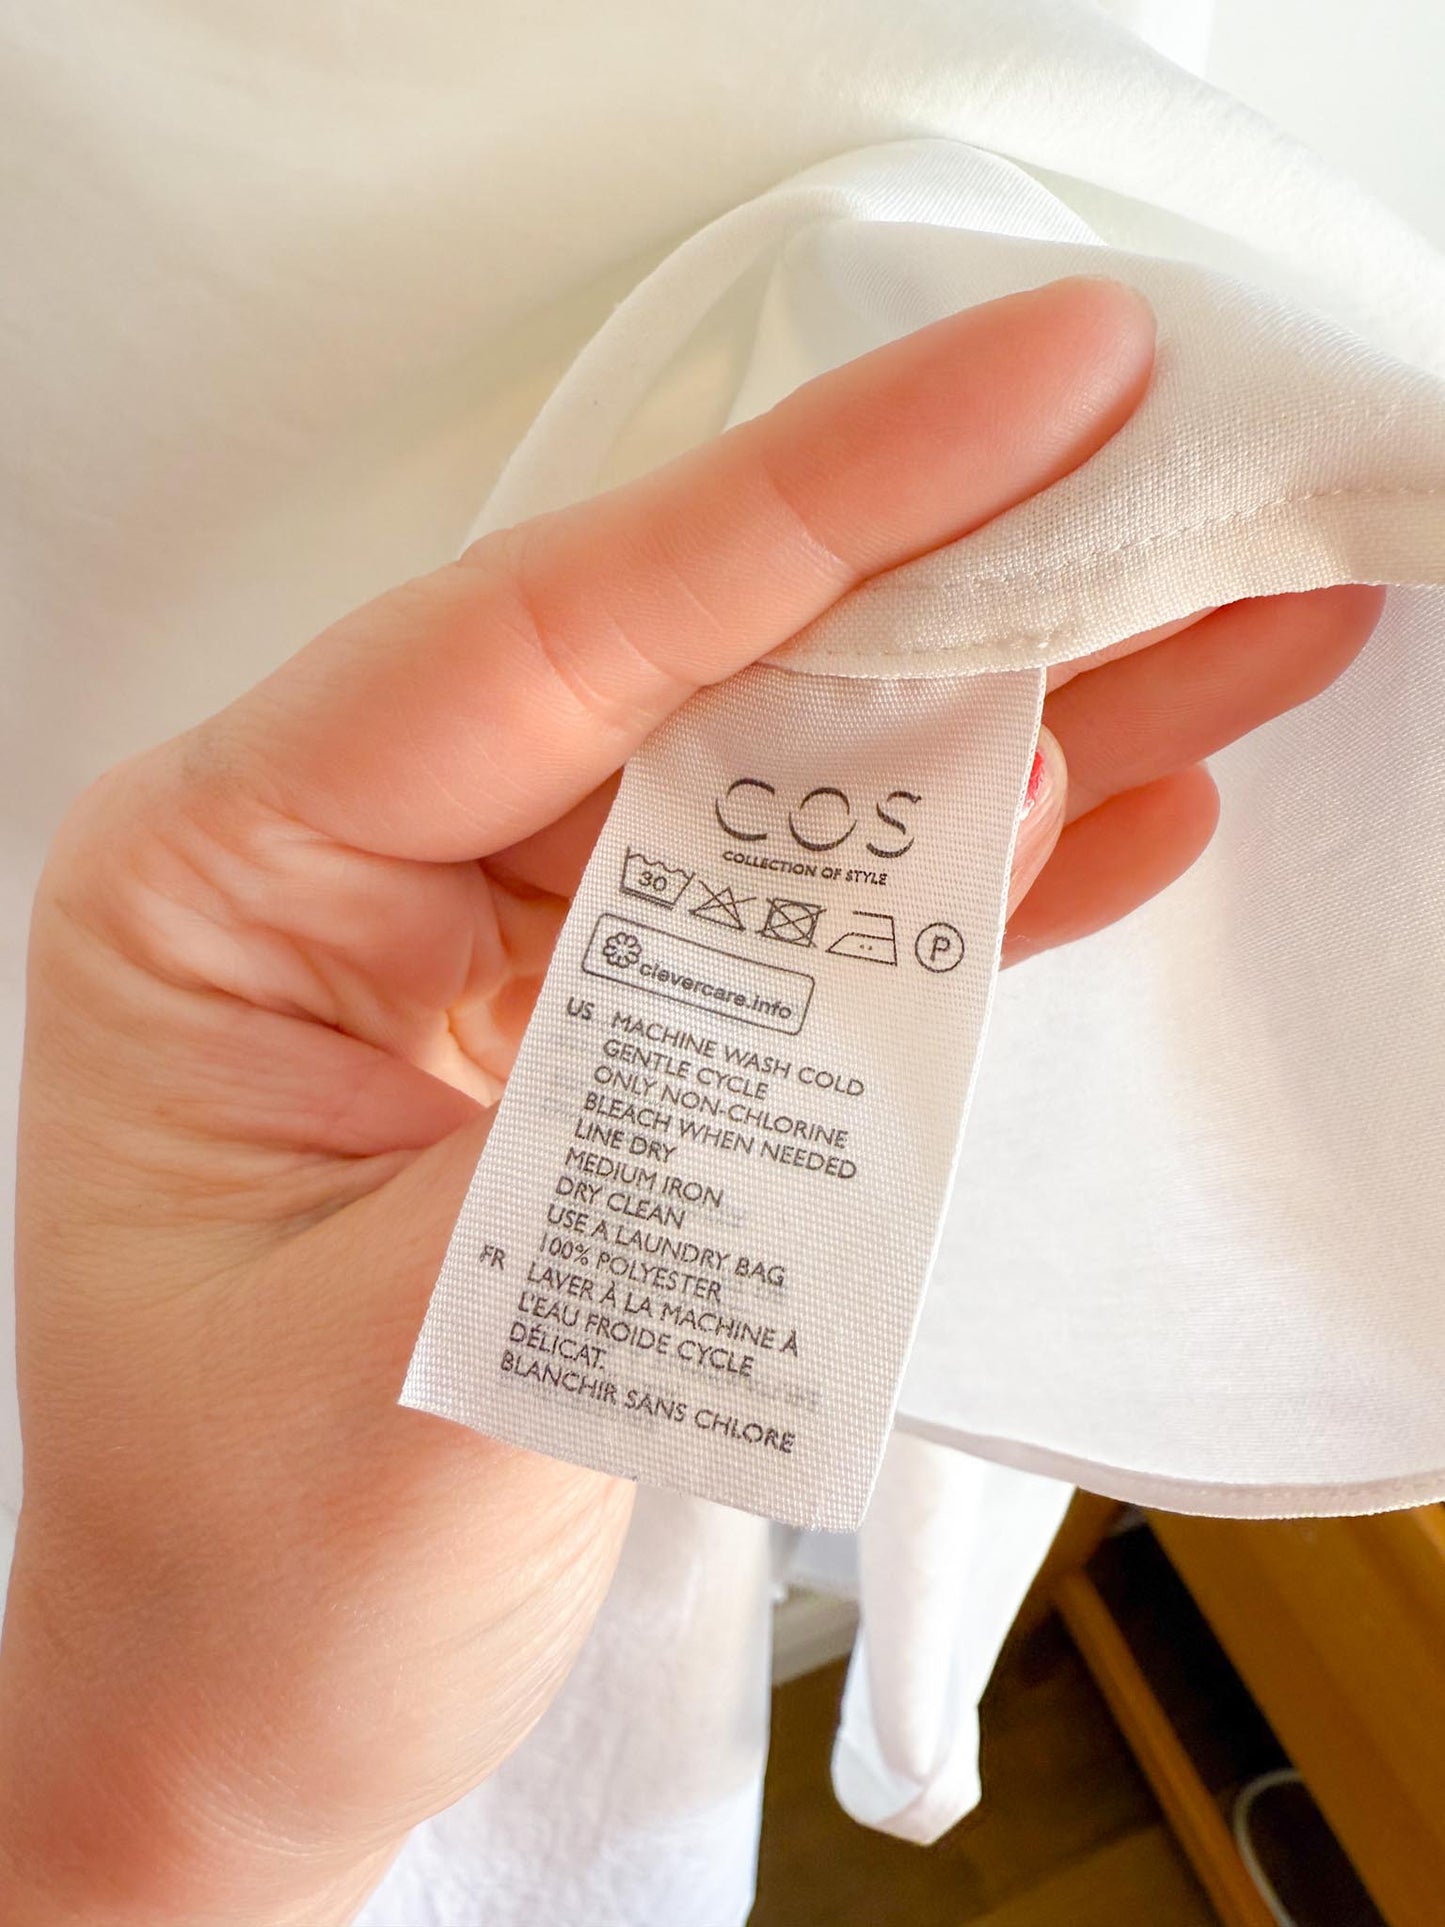 COS
COLLECTION OF STYLE
30
P
clevercare.info
US MACHINE WASH COLD
GENTLE CYCLE
ONLY NON-CHLORINE
BLEACH WHEN NEEDED
LINE DRY
MEDIUM IRON
DRY CLEAN
USE A LAUNDRY BAG
100% POLYESTER
FR LAVER À LA MACHINE À
L'EAU FROIDE CYCLE
DÉLICAT.
BLANCHIR SANS CHLORE